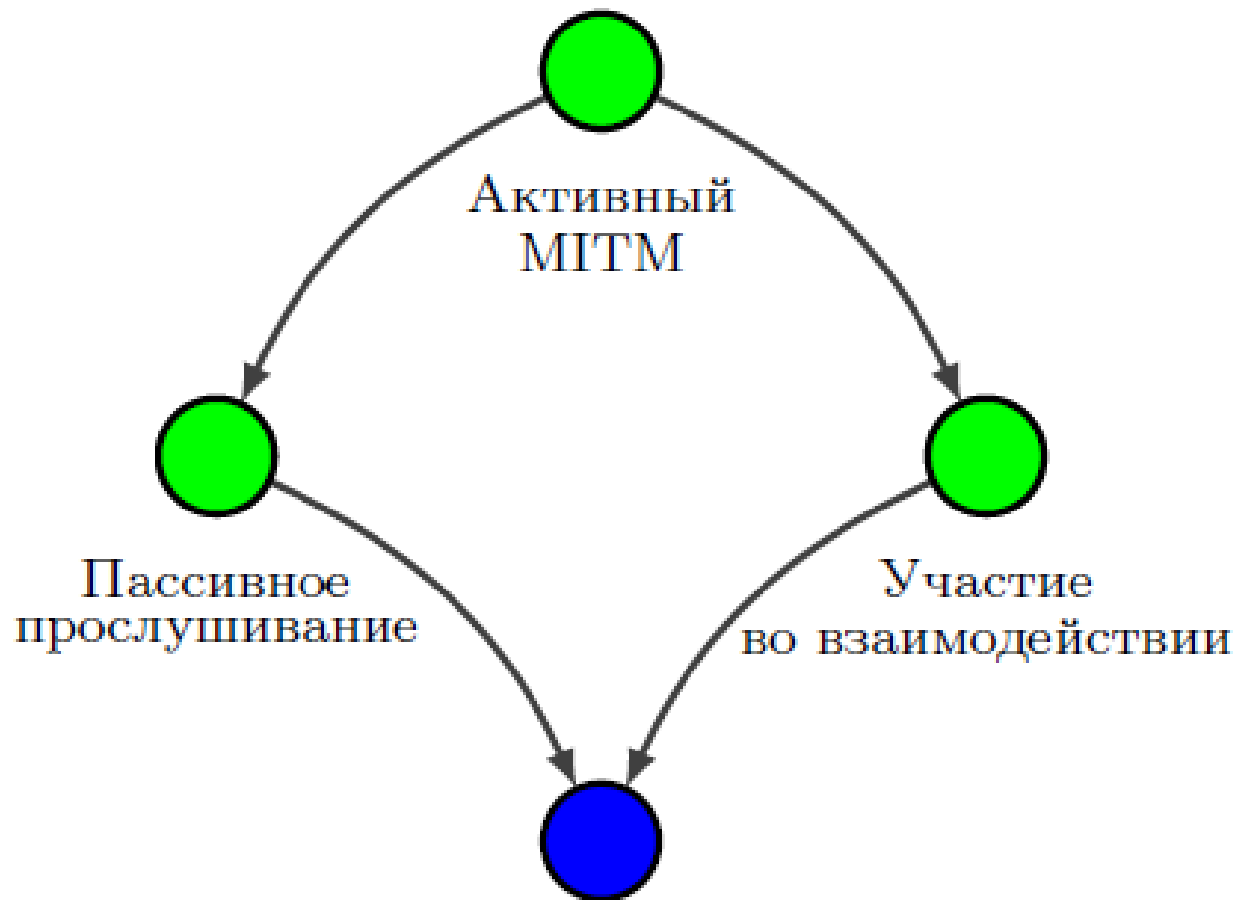 Активный
MITM
Пассивное
прослушивание
Участие
во взаимодействии